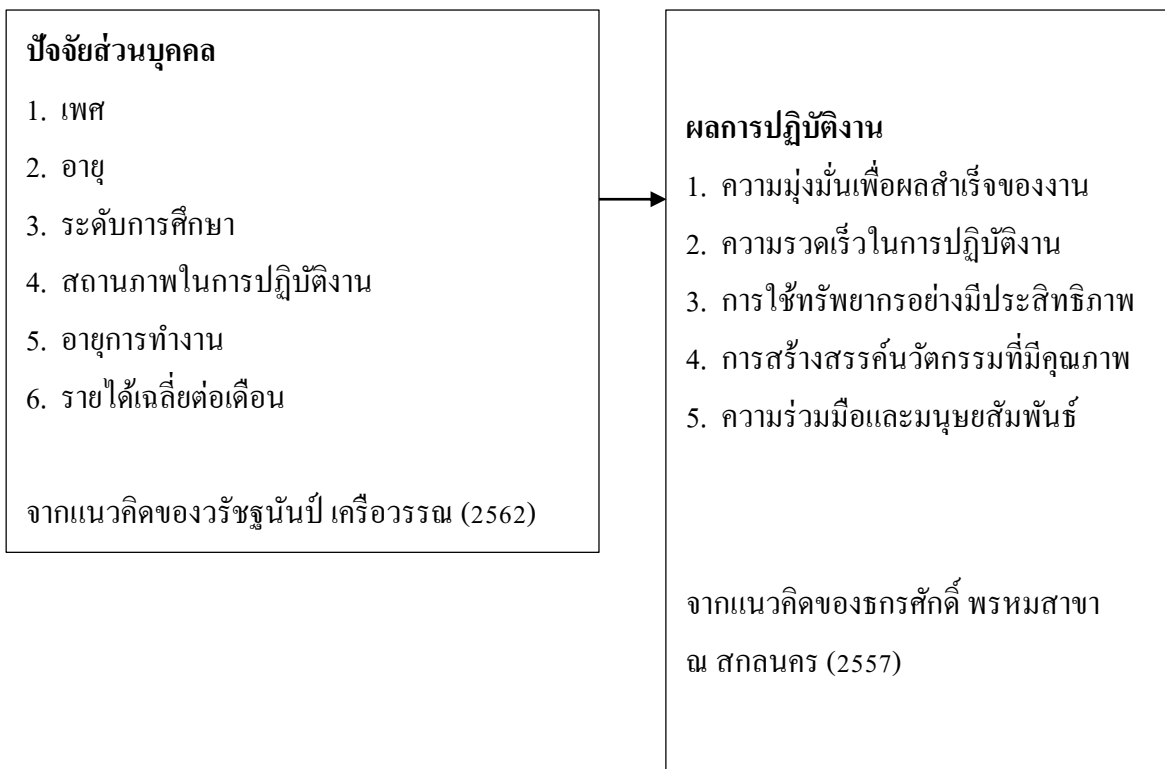 ปัจจัยส่วนบุคคล
1. เพศ
2. อายุ
3. ระดับการศึกษา
4. สถานภาพในการปฏิบัติงาน
5. อายุการทำงาน
6. รายได้เฉลี่ยต่อเดือน
จากแนวคิดของวรัชฐนันป์ เครือวรรณ (2562)
ผลการปฏิบัติงาน
1. ความมุ่งมั่นเพื่อผลสำเร็จของงาน
2. ความรวดเร็วในการปฏิบัติงาน
3. การใช้ทรัพยากรอย่างมีประสิทธิภาพ
4. การสร้างสรรค์นวัตกรรมที่มีคุณภาพ
5. ความร่วมมือและมนุษยสัมพันธ์
จากแนวคิดของธกรศักดิ์ พรหมสาขา
ณ สกลนคร (2557)